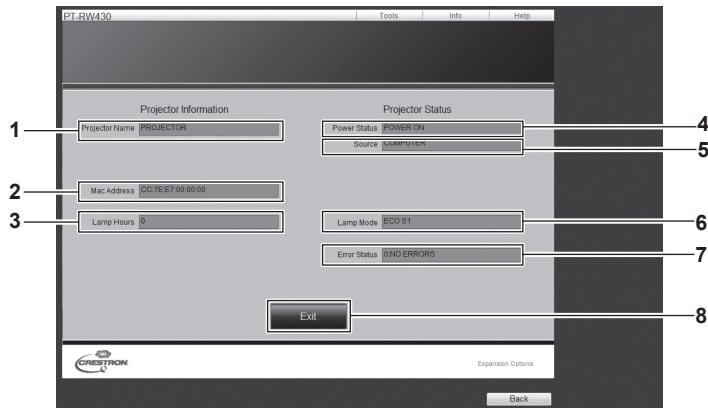 PT-RW430 Tools Info Help
Projector Information Projector Status
1 Projector Name PROJECTOR Power Status POWER ON 4
Source COMPUTER 5
2 Mac Address CC:7E:E7:00:00:00
3 Lamp Hours 0 Lamp Mode ECO S1 6
Error Status 0:NO ERRORS 7
Exit 8
CRESTRON Expansion Options
Back